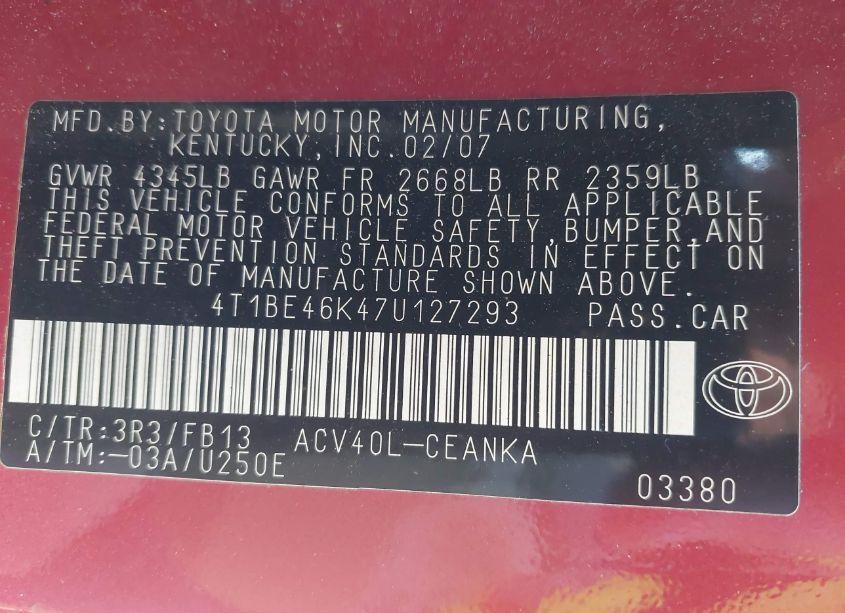 MFD.BY:TOYOTA MOTOR MANUFACTURING,
KENTUCKY,INC.02/07
GVWR 4345LB GAWR FR 2668LB RR 2359LB
THIS VEHICLE CONFORMS TO ALL APPLICABLE
FEDERAL MOTOR VEHICLE SAFETY,BUMPER,AND
THEFT PREVENTION STANDARDS IN EFFECT ON
THE DATE OF MANUFACTURE SHOWN ABOVE.
4T1BE46K47U127293 PASS.CAR
C/TR:3R3/FB13 ACV40L-CEANKA
A/TM:-03A/U250E
03380